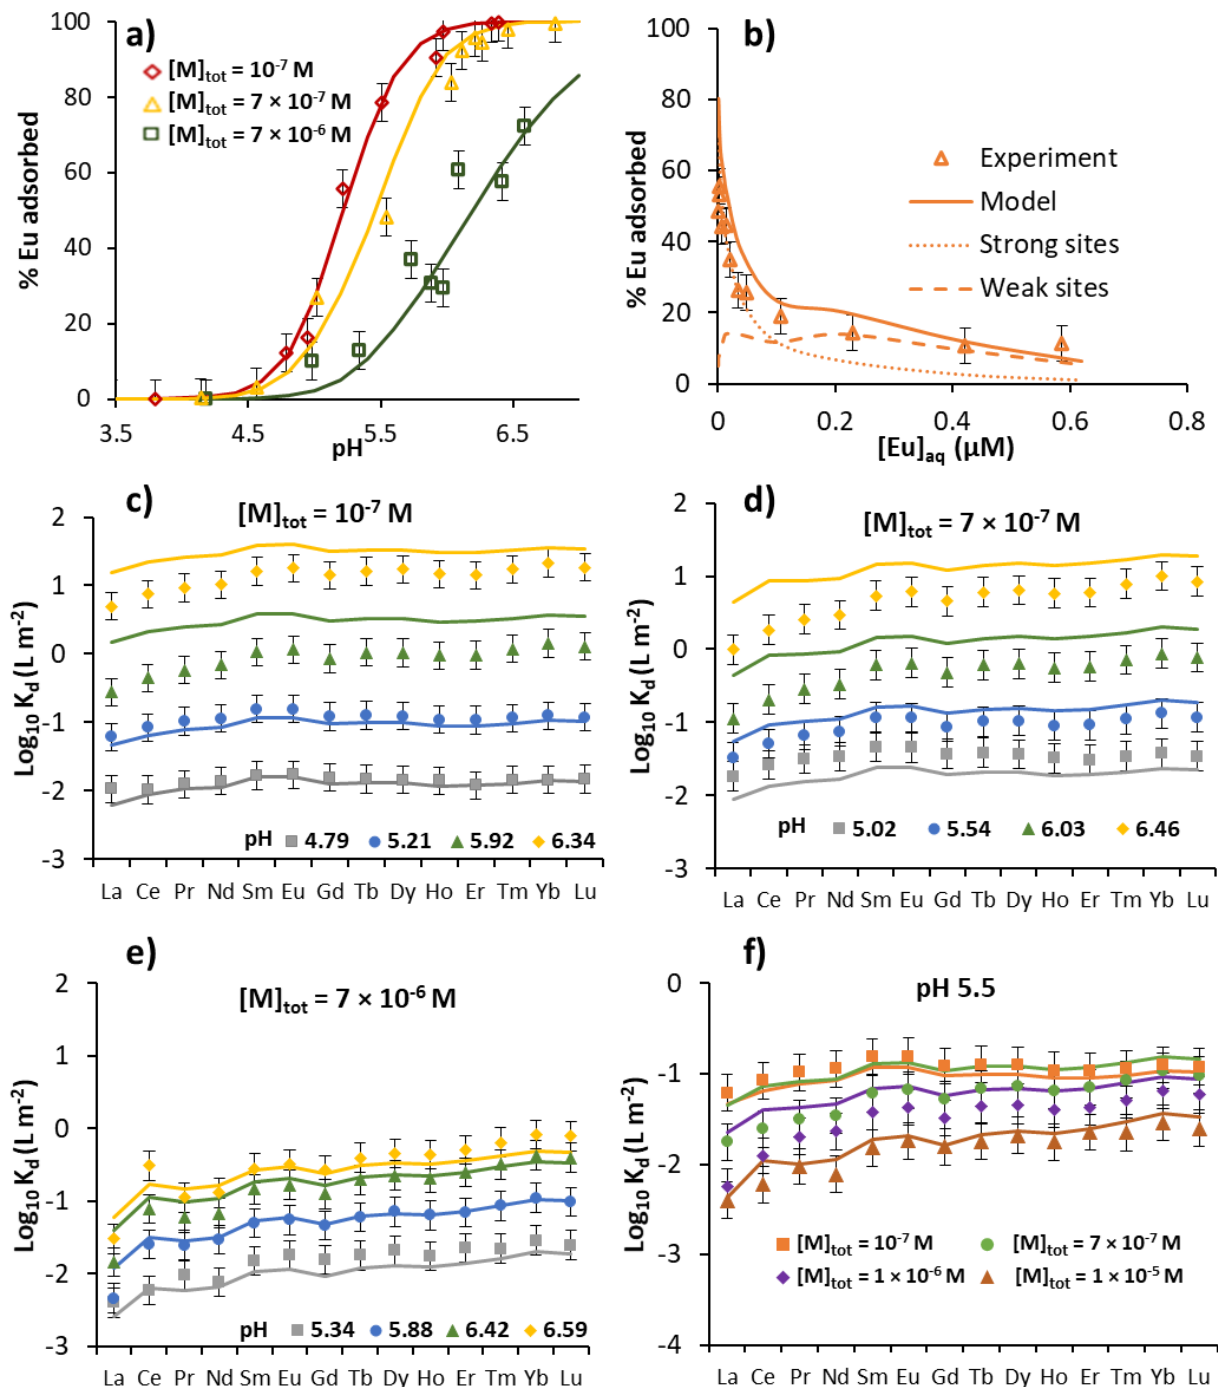 a)
[M]tot = 10⁻⁷ M
[M]tot = 7 × 10⁻⁷ M
[M]tot = 7 × 10⁻⁶ M
% Eu adsorbed
100
80
60
40
20
0
3.5 4.5 5.5 6.5
pH
b)
Experiment
Model
Strong sites
Weak sites
% Eu adsorbed
100
80
60
40
20
0
0 0.2 0.4 0.6 0.8
[Eu]aq (µM)
c)
[M]tot = 10⁻⁷ M
Log₁₀ Kd (L m⁻²)
2
1
0
-1
-2
-3
pH 4.79 5.21 5.92 6.34
La Ce Pr Nd Sm Eu Gd Tb Dy Ho Er Tm Yb Lu
d)
[M]tot = 7 × 10⁻⁷ M
Log₁₀ Kd (L m⁻²)
2
1
0
-1
-2
-3
pH 5.02 5.54 6.03 6.46
La Ce Pr Nd Sm Eu Gd Tb Dy Ho Er Tm Yb Lu
e)
[M]tot = 7 × 10⁻⁶ M
Log₁₀ Kd (L m⁻²)
2
1
0
-1
-2
-3
pH 5.34 5.88 6.42 6.59
La Ce Pr Nd Sm Eu Gd Tb Dy Ho Er Tm Yb Lu
f)
pH 5.5
Log₁₀ Kd (L m⁻²)
0
-1
-2
-3
-4
[M]tot = 10⁻⁷ M [M]tot = 7 × 10⁻⁷ M
[M]tot = 1 × 10⁻⁶ M [M]tot = 1 × 10⁻⁵ M
La Ce Pr Nd Sm Eu Gd Tb Dy Ho Er Tm Yb Lu